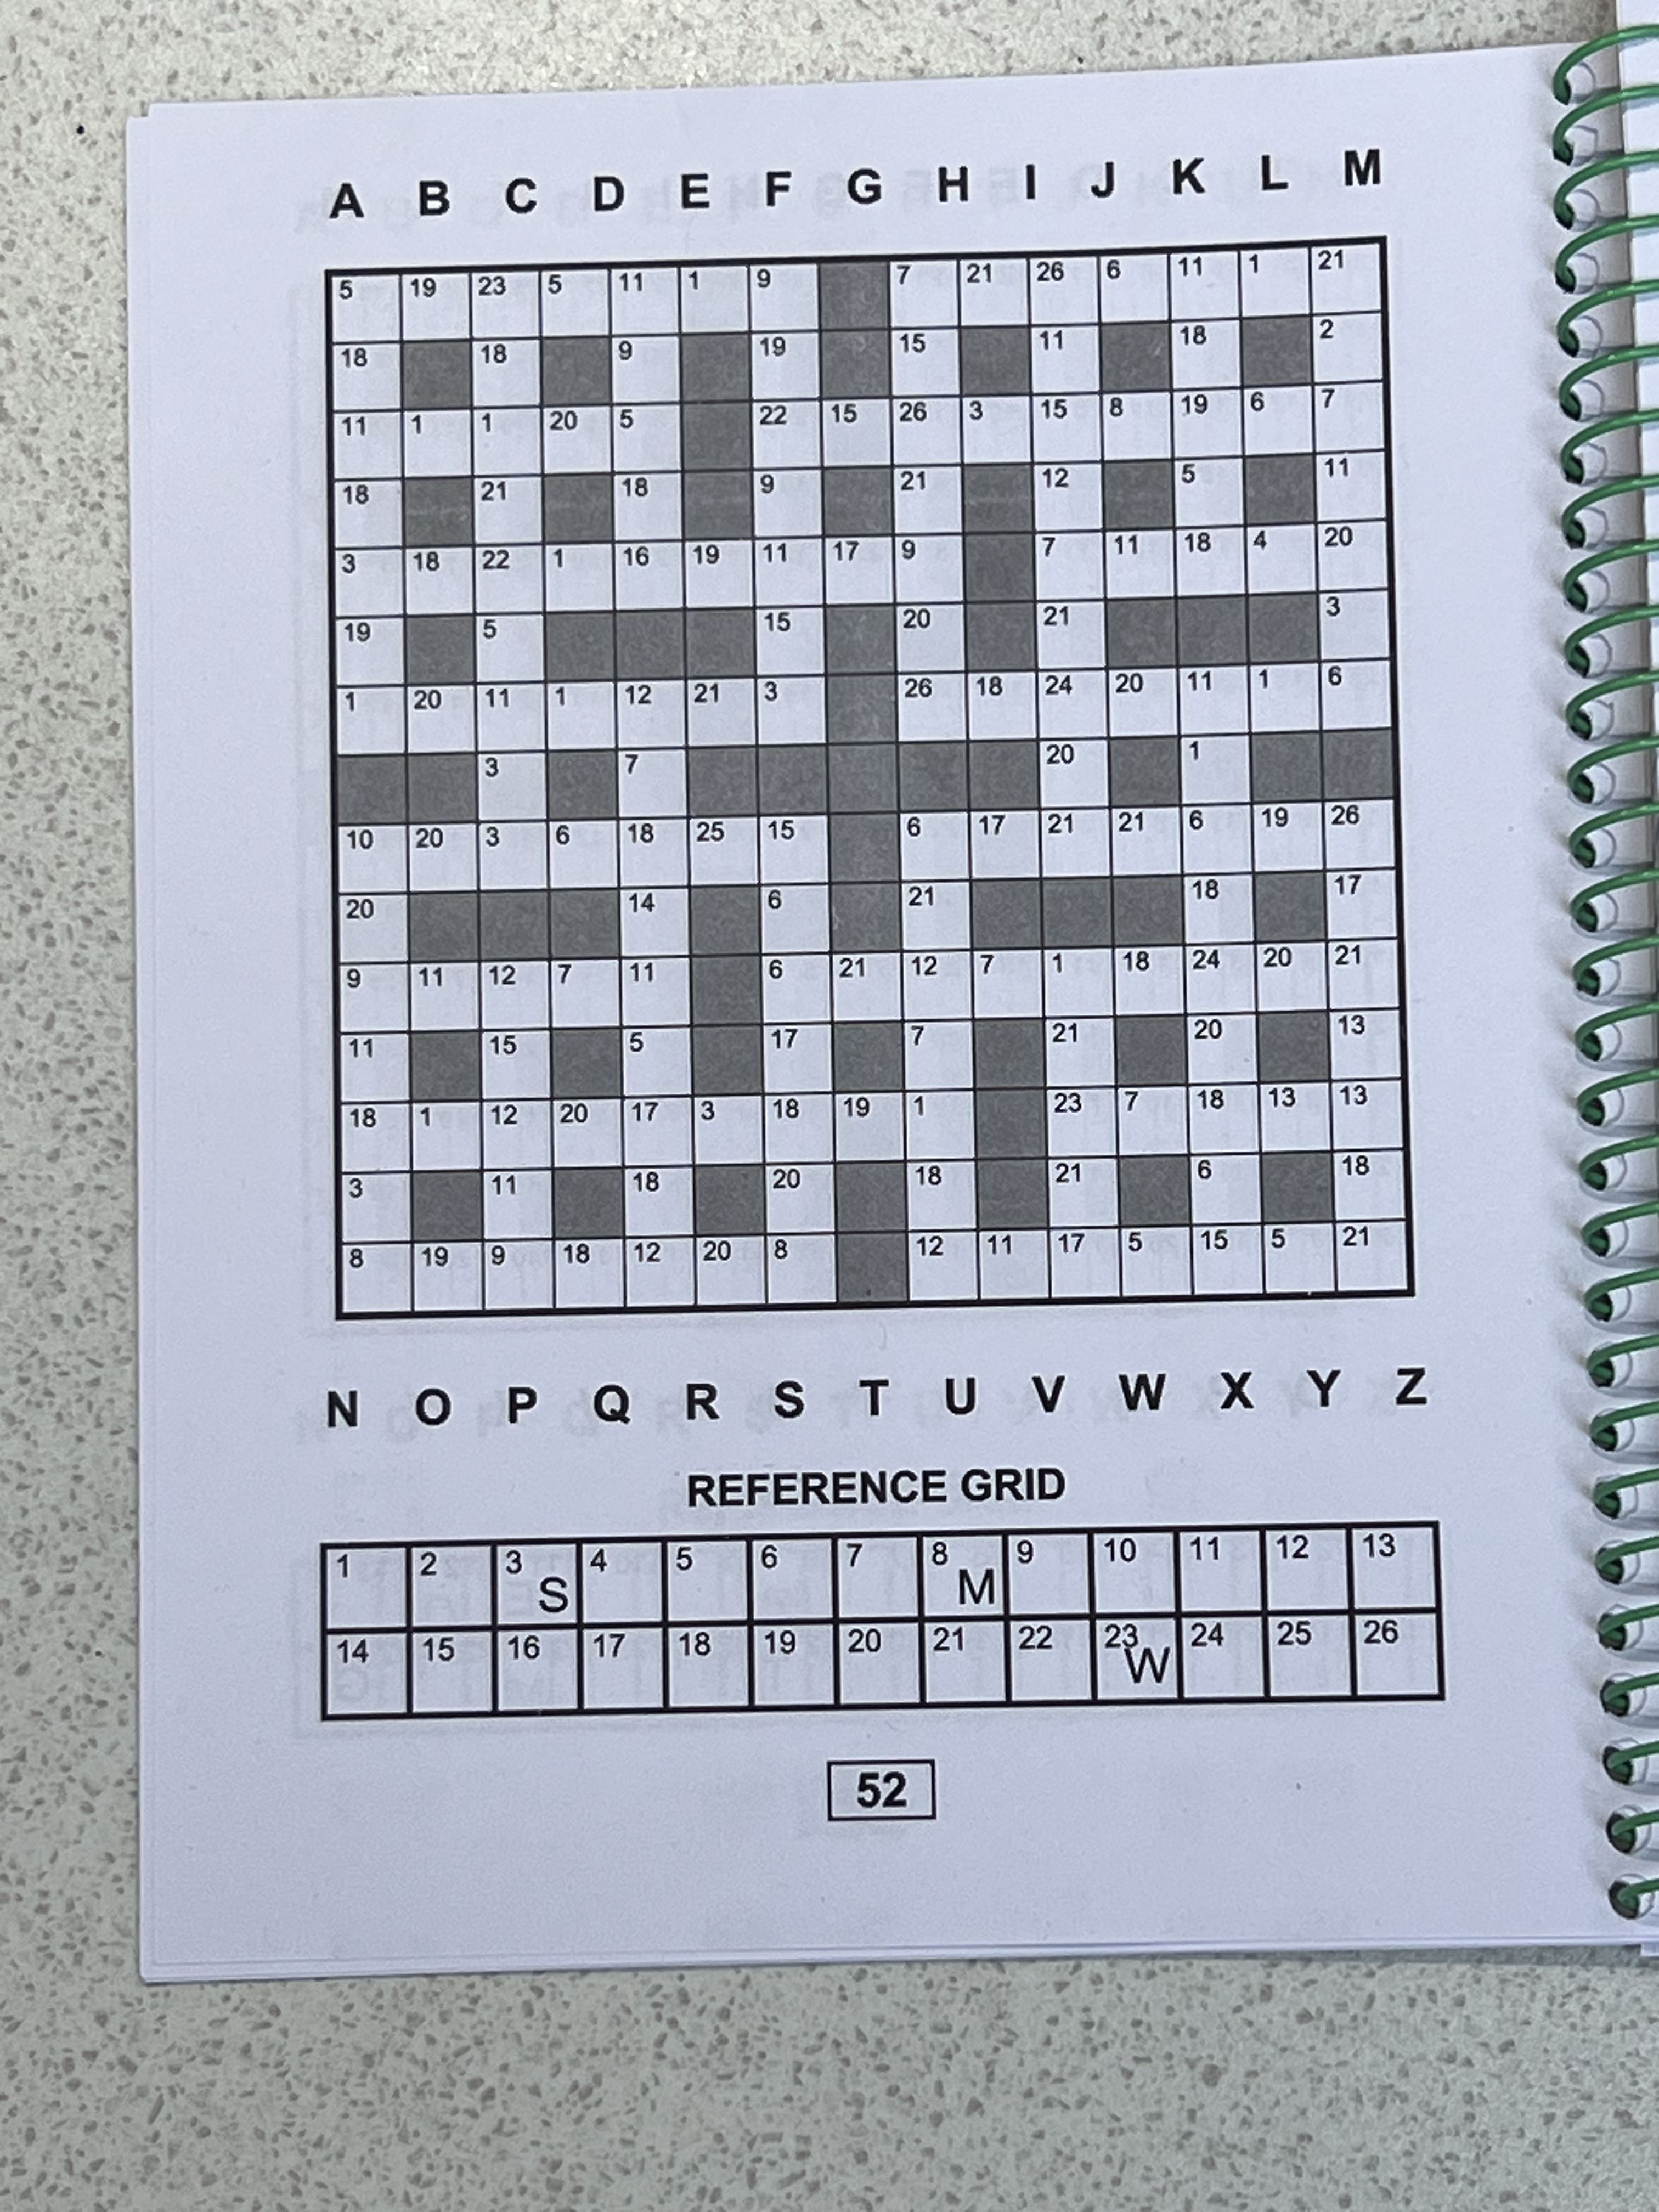 A B C D E F G H I J K L M
5 19 23 5 11 1 9 7 21 26 6 11 1 21
18 18 9 19 15 11 18 2
11 1 1 20 5 22 15 26 3 15 8 19 6 7
18 21 18 9 21 12 5 11
3 18 22 1 16 19 11 17 9 7 11 18 4 20
19 5 15 20 21 3
1 20 11 1 12 21 3 26 18 24 20 11 1 6
3 7 20 1
10 20 3 6 18 25 15 6 17 21 21 6 19 26
20 14 6 21 18 17
9 11 12 7 11 6 21 12 7 1 18 24 20 21
11 15 5 17 7 21 20 13
18 1 12 20 17 3 18 19 1 23 7 18 13 13
3 11 18 20 18 21 6 18
8 19 9 18 12 20 8 12 11 17 5 15 5 21
N O P Q R S T U V W X Y Z
REFERENCE GRID
1 2 3 S 4 5 6 7 8 M 9 10 11 12 13
14 15 16 17 18 19 20 21 22 23 W 24 25 26
52